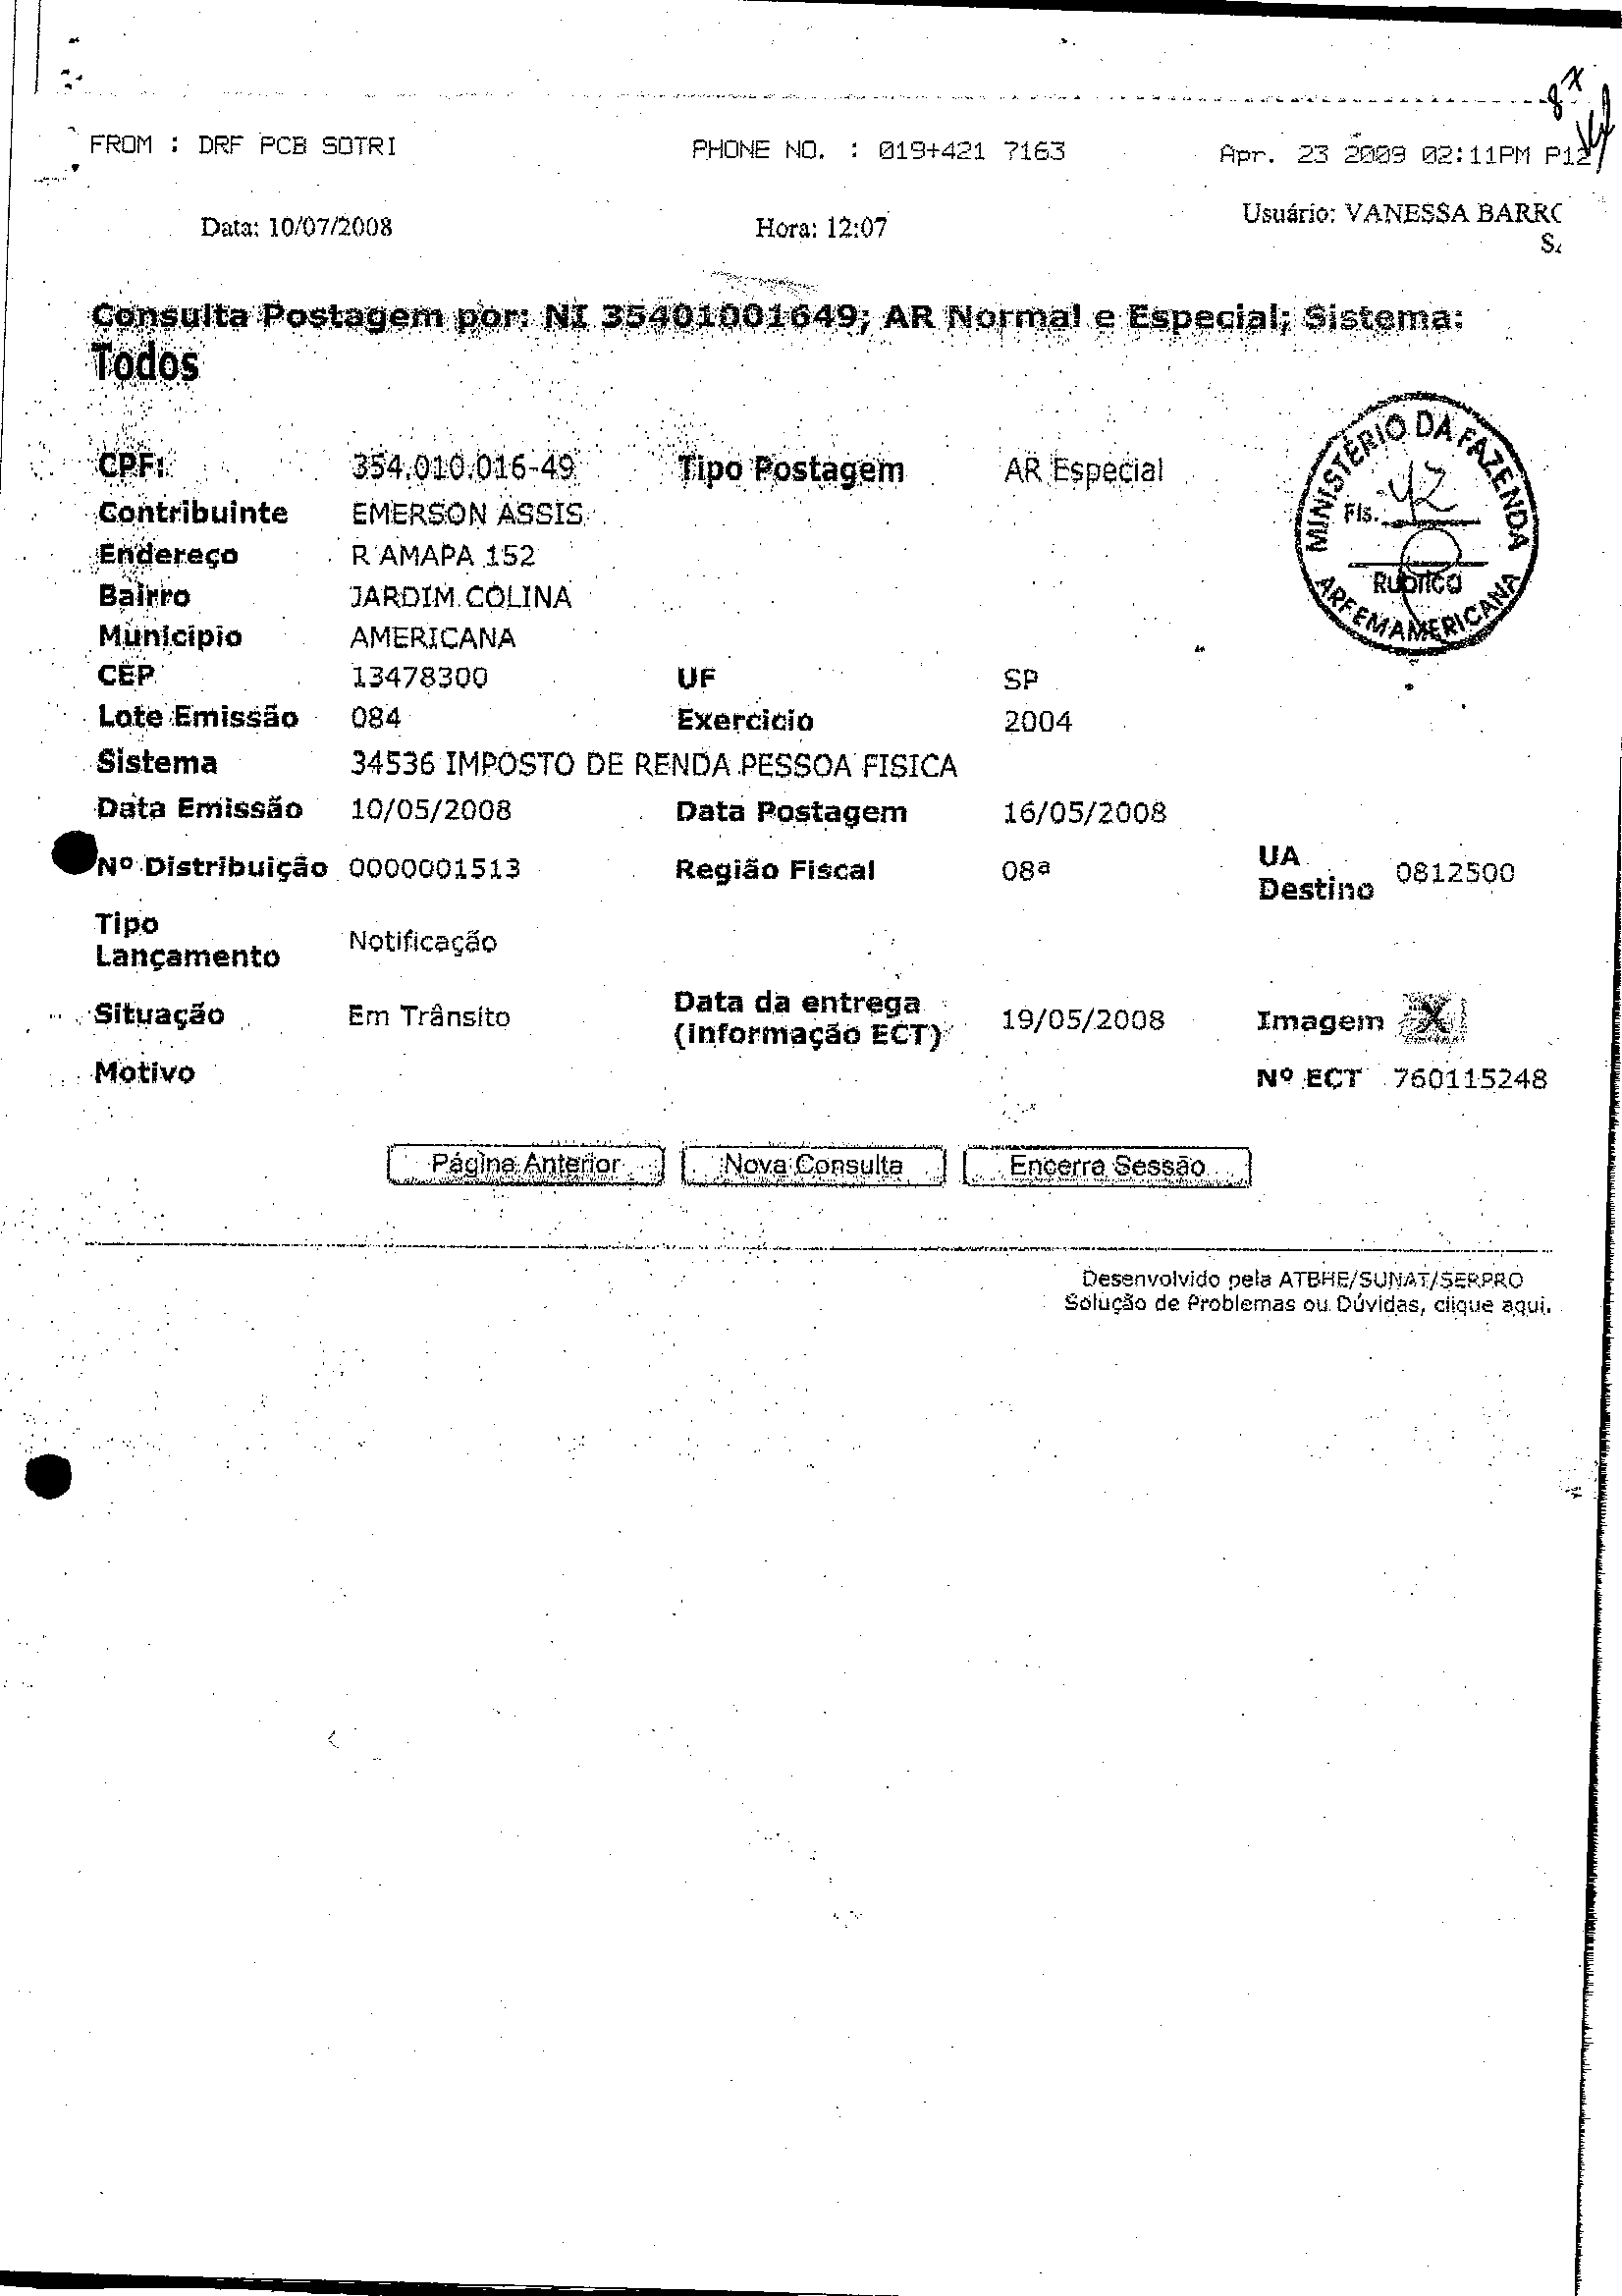 FROM : DRF PCB SOTRI PHONE NO. : 019+421 7163 Apr. 23 2009 02:11PM P12
Data: 10/07/2008 Hora: 12:07 Usuário: VANESSA BARRO
Consulta Postagem por: NI 35401001649; AR Normal e Especial; Sistema:
Todos
CPF: 354.010.016-49 Tipo Postagem AR Especial
Contribuinte EMERSON ASSIS
Endereço R AMAPA 152
Bairro JARDIM COLINA
Município AMERICANA
CEP 13478300 UF SP
Lote Emissão 084 Exercício 2004
Sistema 34536 IMPOSTO DE RENDA PESSOA FISICA
Data Emissão 10/05/2008 Data Postagem 16/05/2008
Nº Distribuição 0000001513 Região Fiscal 08ª UA Destino 0812500
Tipo
Lançamento Notificação
Situação Em Trânsito Data da entrega (informação ECT) 19/05/2008 Imagem X
Motivo Nº ECT 760115248
MINISTÉRIO DA FAZENDA
Fls. 42
Rubrica
ARF EM AMERICANA
Página Anterior Nova Consulta Encerra Sessão
Desenvolvido pela ATBHE/SUNAT/SERPRO
Solução de Problemas ou Dúvidas, clique aqui.